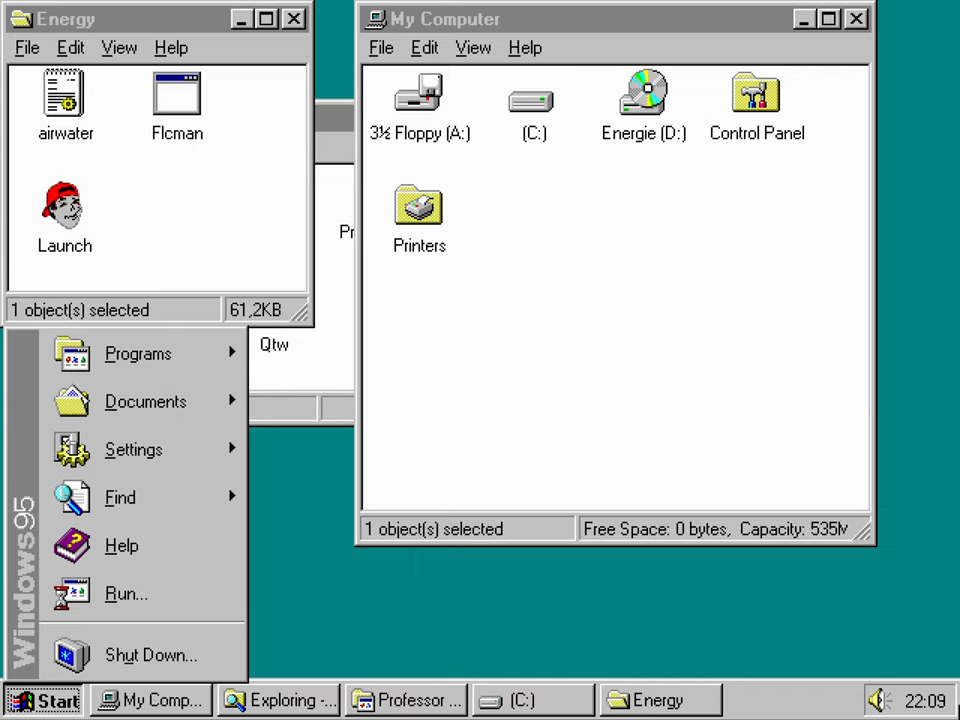 Energy
File Edit View Help
airwater
Flcman
Launch
1 object(s) selected
61,2KB
My Computer
File Edit View Help
3½ Floppy (A:)
(C:)
Energie (D:)
Control Panel
Printers
1 object(s) selected
Free Space: 0 bytes, Capacity: 535M
Pr
Qtw
Windows95
Programs
Documents
Settings
Find
Help
Run...
Shut Down...
Start
My Comp...
Exploring -...
Professor ...
(C:)
Energy
22:09